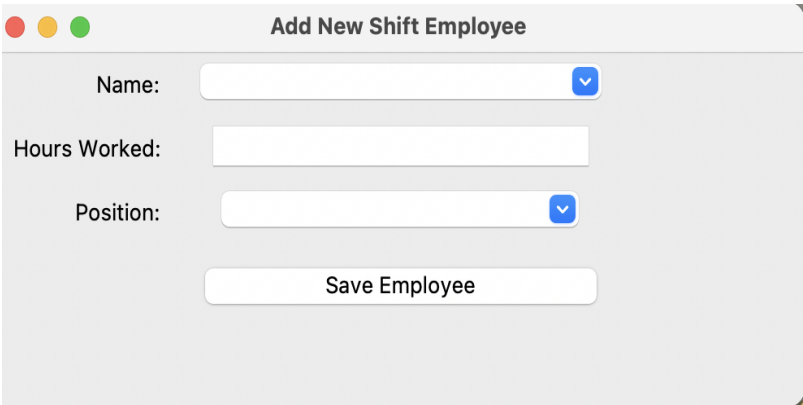 Add New Shift Employee
Name:
Hours Worked:
Position:
Save Employee